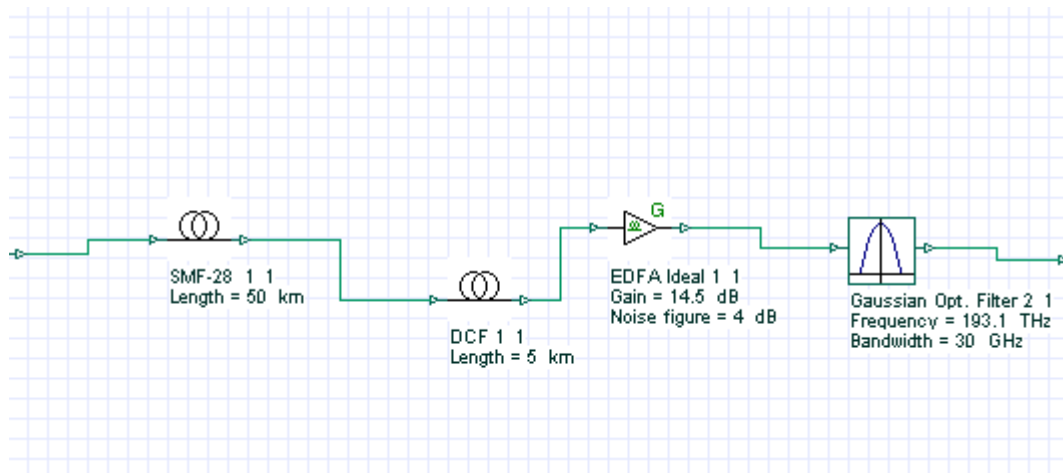 SMF-28 1 1
Length = 50 km
DCF 1 1
Length = 5 km
G
EDFA Ideal 1 1
Gain = 14.5 dB
Noise figure = 4 dB
Gaussian Opt. Filter 2 1
Frequency = 193.1 THz
Bandwidth = 30 GHz